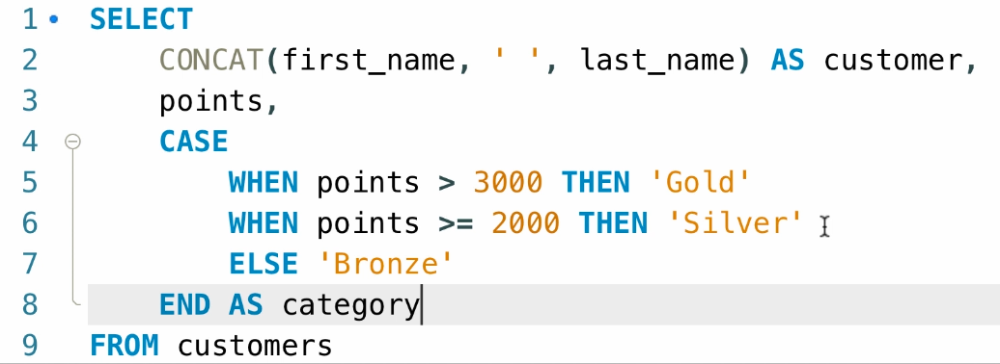 1 SELECT
2 CONCAT(first_name, ' ', last_name) AS customer,
3 points,
4 CASE
5 WHEN points > 3000 THEN 'Gold'
6 WHEN points >= 2000 THEN 'Silver'
7 ELSE 'Bronze'
8 END AS category
9 FROM customers